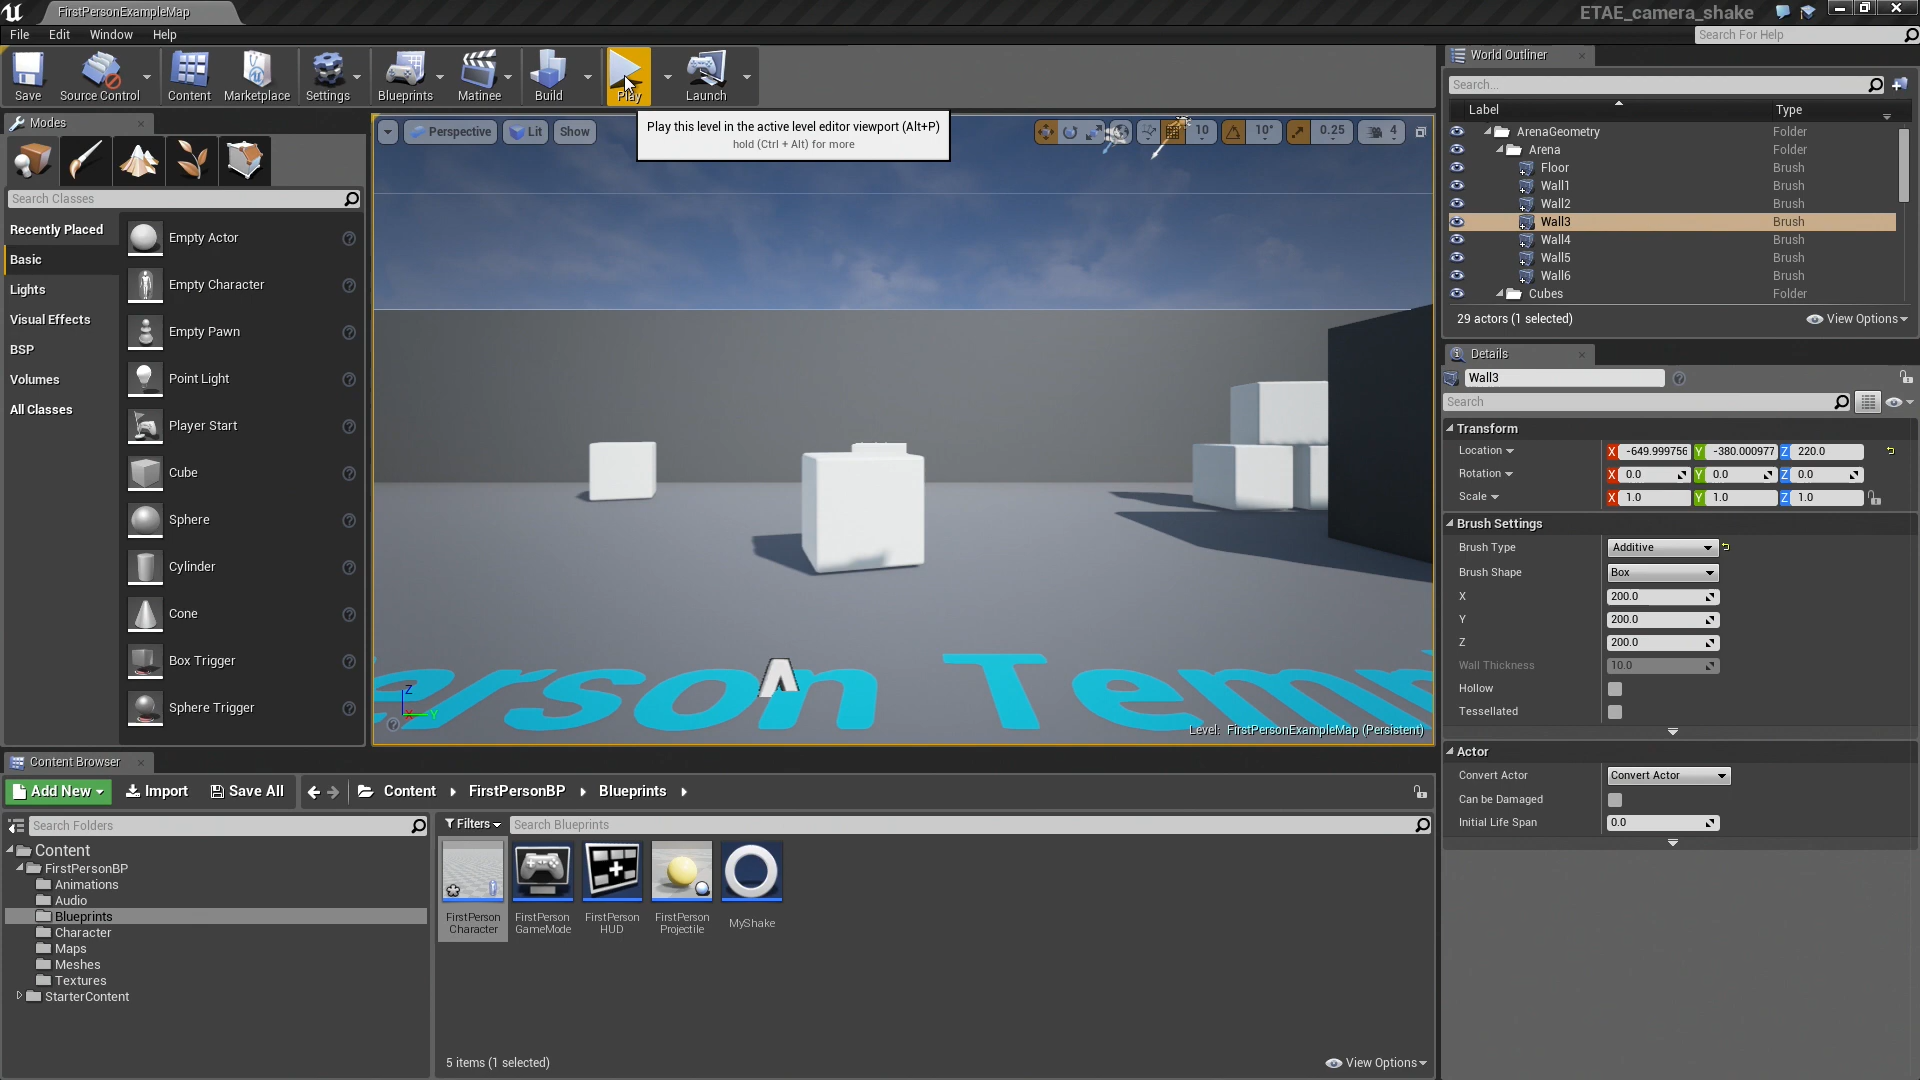 FirstPersonExampleMap
ETAE_camera_shake
File Edit Window Help
Search For Help
Save
Source Control
Content
Marketplace
Settings
Blueprints
Matinee
Build
Play
Launch
Play this level in the active level editor viewport (Alt+P)
hold (Ctrl + Alt) for more
Modes
Search Classes
Recently Placed
Basic
Lights
Visual Effects
BSP
Volumes
All Classes
Empty Actor
Empty Character
Empty Pawn
Point Light
Player Start
Cube
Sphere
Cylinder
Cone
Box Trigger
Sphere Trigger
Perspective
Lit
Show
10
10°
0.25
4
erson Temp
Z
X
Y
Level: FirstPersonExampleMap (Persistent)
World Outliner
Search...
Label Type
ArenaGeometry Folder
Arena Folder
Floor Brush
Wall1 Brush
Wall2 Brush
Wall3 Brush
Wall4 Brush
Wall5 Brush
Wall6 Brush
Cubes Folder
29 actors (1 selected)
View Options
Details
Wall3
Search
Transform
Location X -649.999756 Y -380.000977 Z 220.0
Rotation X 0.0 Y 0.0 Z 0.0
Scale X 1.0 Y 1.0 Z 1.0
Brush Settings
Brush Type Additive
Brush Shape Box
X 200.0
Y 200.0
Z 200.0
Wall Thickness 10.0
Hollow
Tessellated
Actor
Convert Actor Convert Actor
Can be Damaged
Initial Life Span 0.0
Content Browser
Add New
Import
Save All
Content
FirstPersonBP
Blueprints
Search Folders
Content
FirstPersonBP
Animations
Audio
Blueprints
Character
Maps
Meshes
Textures
StarterContent
Filters
Search Blueprints
FirstPerson
Character
FirstPerson
GameMode
FirstPerson
HUD
FirstPerson
Projectile
MyShake
5 items (1 selected)
View Options